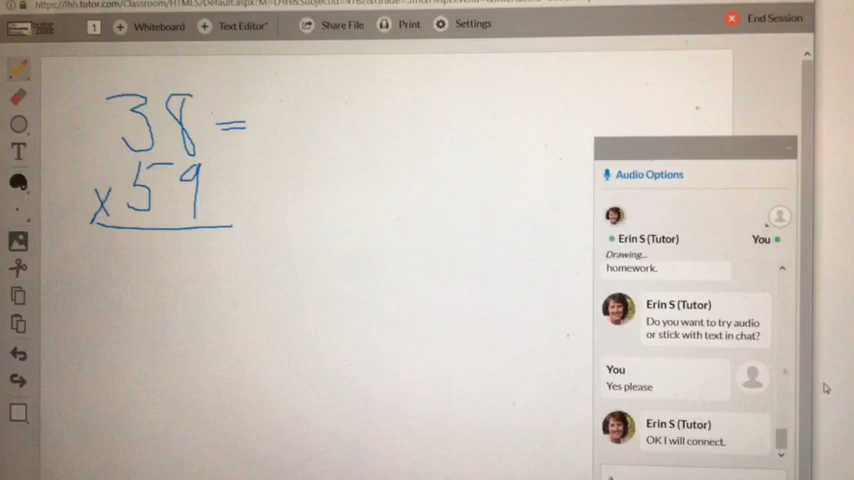 1
Whiteboard
Text Editor
Share File
Print
Settings
End Session
38 =
x 59
T
Audio Options
Erin S (Tutor)
You
Drawing...
homework.
Erin S (Tutor)
Do you want to try audio
or stick with text in chat?
You
Yes please
Erin S (Tutor)
OK I will connect.